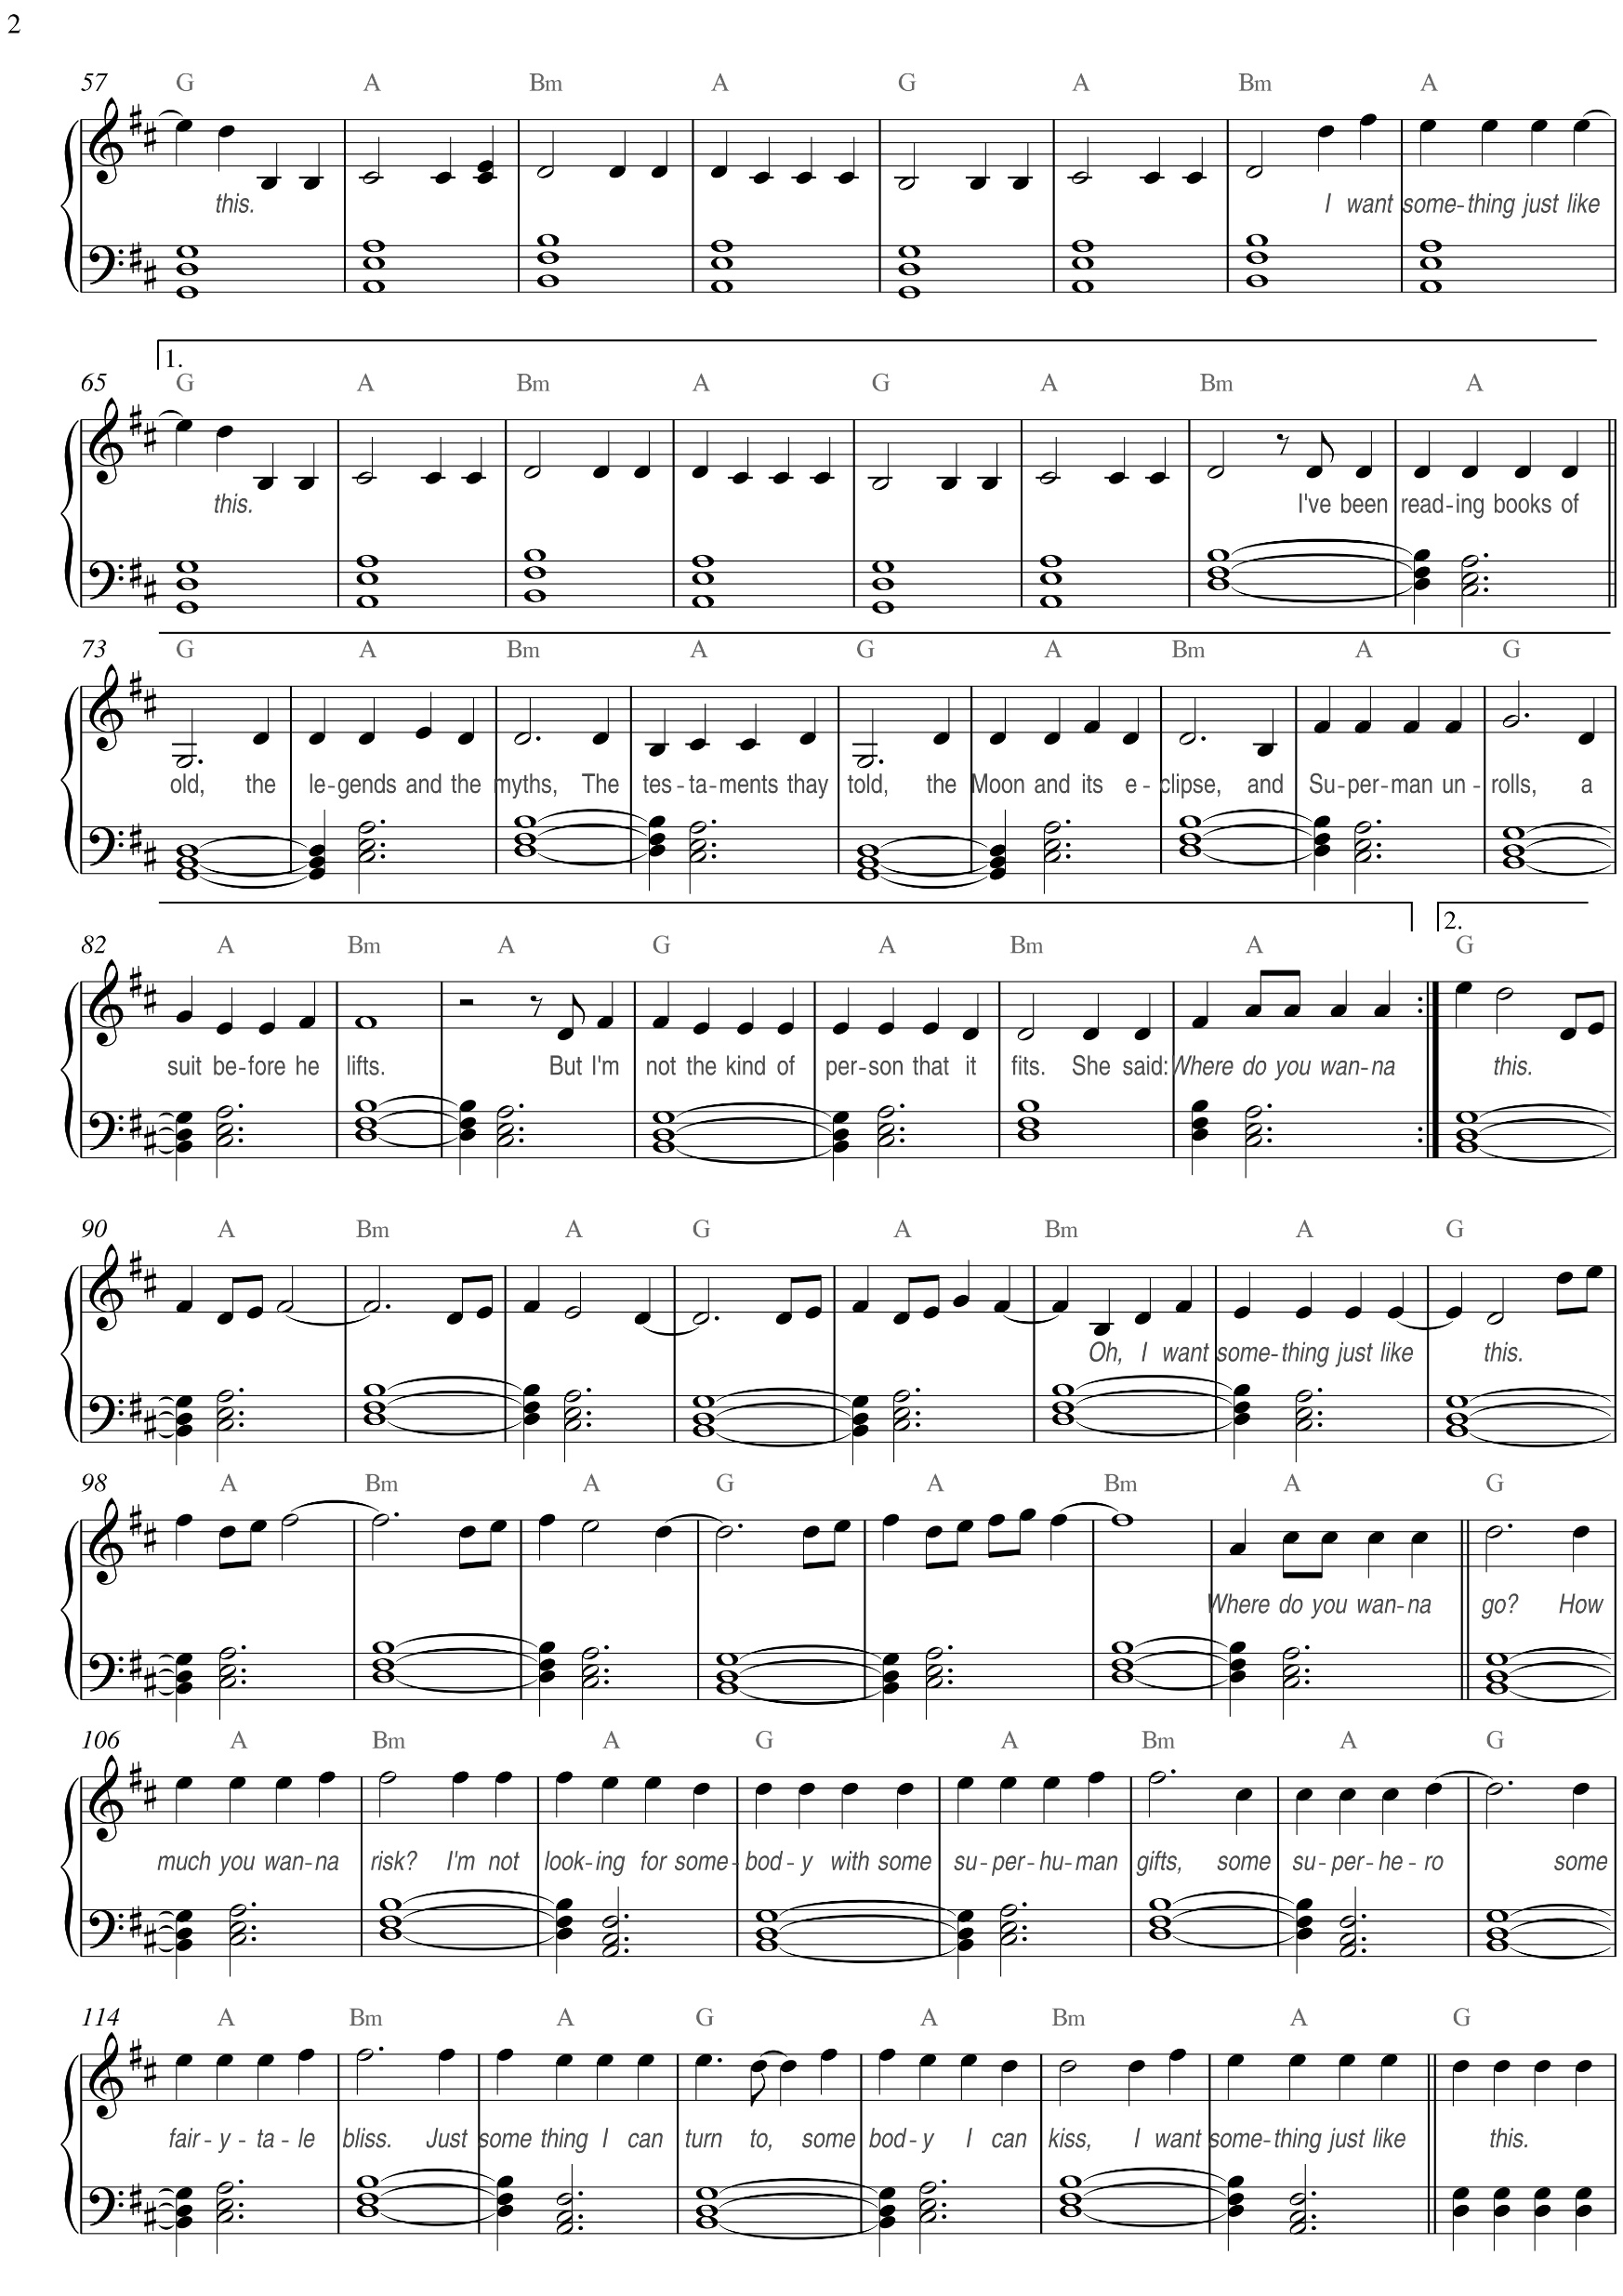 2
57 G A Bm A G A Bm A
this. I want some-thing just like
1.
65 G A Bm A G A Bm A
this. I've been read-ing books of
73 G A Bm A G A Bm A G
old, the le-gends and the myths, The tes-ta-ments thay told, the Moon and its e-clipse, and Su-per-man un-rolls, a
2.
82 A Bm A G A Bm A G
suit be-fore he lifts. But I'm not the kind of per-son that it fits. She said: Where do you wan-na this.
90 A Bm A G A Bm A G
Oh, I want some-thing just like this.
98 A Bm A G A Bm A G
Where do you wan-na go? How
106 A Bm A G A Bm A G
much you wan-na risk? I'm not look-ing for some-bod-y with some su-per-hu-man gifts, some su-per-he-ro some
114 A Bm A G A Bm A G
fair-y-ta-le bliss. Just some thing I can turn to, some bod-y I can kiss, I want some-thing just like this.